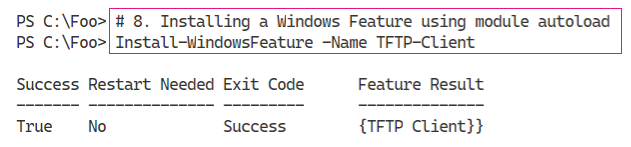 PS C:\Foo> # 8. Installing a Windows Feature using module autoload
PS C:\Foo> Install-WindowsFeature -Name TFTP-Client
Success Restart Needed Exit Code      Feature Result
------- -------------- ---------      --------------
True    No             Success        {TFTP Client}}